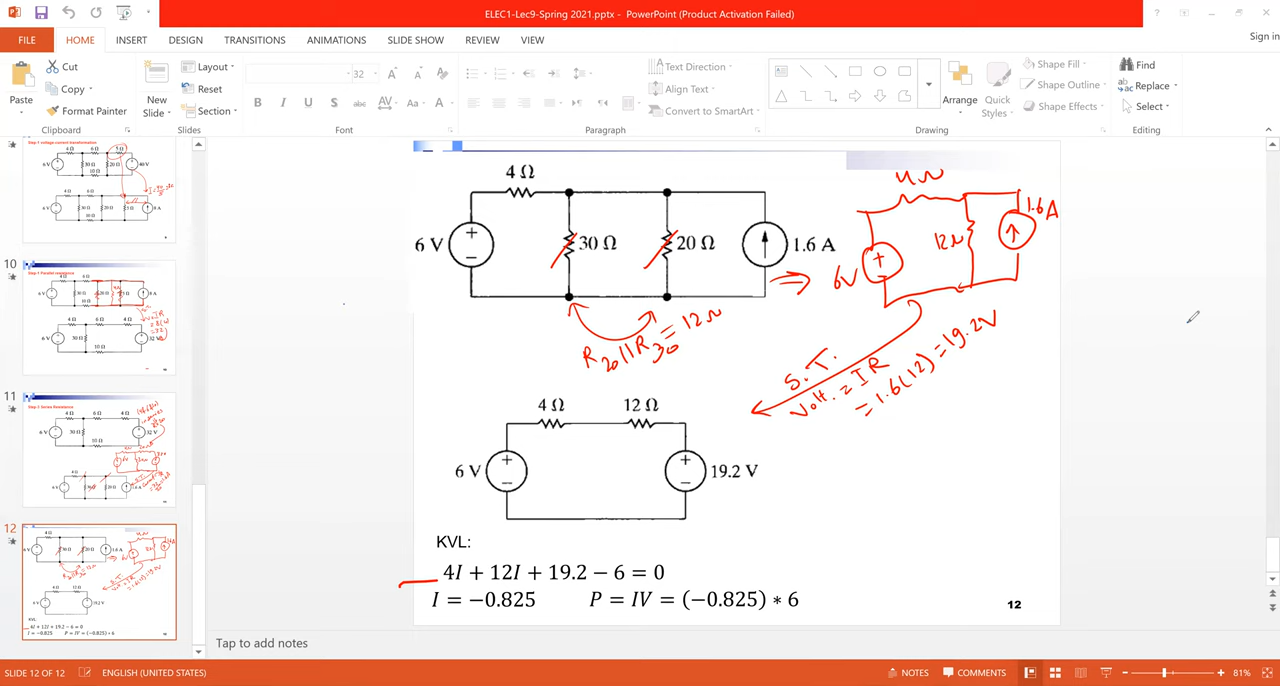 ELEC1-Lec9-Spring 2021.pptx - PowerPoint (Product Activation Failed)
Sign in
FILE HOME INSERT DESIGN TRANSITIONS ANIMATIONS SLIDE SHOW REVIEW VIEW
Paste
Cut
Copy
Format Painter
Clipboard
New Slide
Layout
Reset
Section
Slides
32
B I U S abc AV Aa A
Font
Text Direction
Align Text
Convert to SmartArt
Paragraph
Arrange
Quick Styles
Shape Fill
Shape Outline
Shape Effects
Drawing
Find
Replace
Select
Editing
10
11
12
4 Ω
6 V
30 Ω
20 Ω
1.6 A
4Ω
12Ω
6V
1.6A
R20 || R30 = 12Ω
S.T.
Volt. = IR
= 1.6(12) = 19.2V
4 Ω
12 Ω
6 V
19.2 V
KVL:
4I + 12I + 19.2 − 6 = 0
I = −0.825 P = IV = (−0.825) ∗ 6
12
Tap to add notes
SLIDE 12 OF 12 ENGLISH (UNITED STATES) NOTES COMMENTS 81%